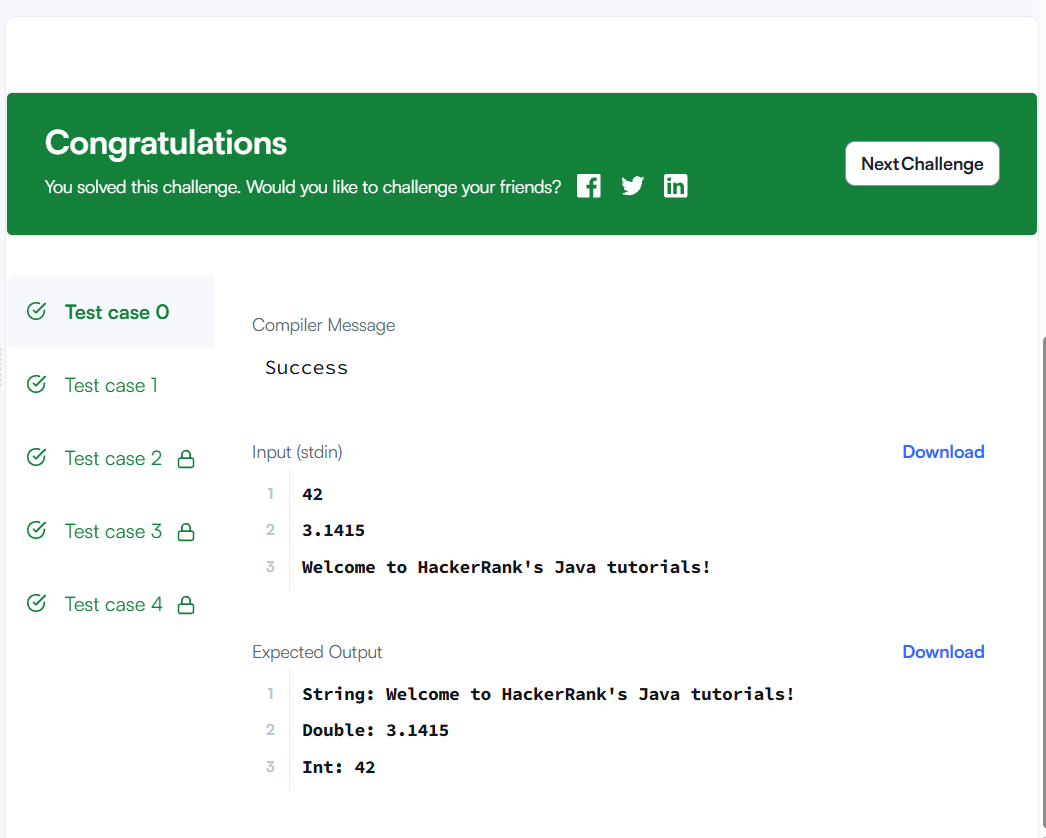 Congratulations
You solved this challenge. Would you like to challenge your friends?
Next Challenge
Test case 0
Test case 1
Test case 2
Test case 3
Test case 4
Compiler Message
Success
Input (stdin)
Download
1 42
2 3.1415
3 Welcome to HackerRank's Java tutorials!
Expected Output
Download
1 String: Welcome to HackerRank's Java tutorials!
2 Double: 3.1415
3 Int: 42